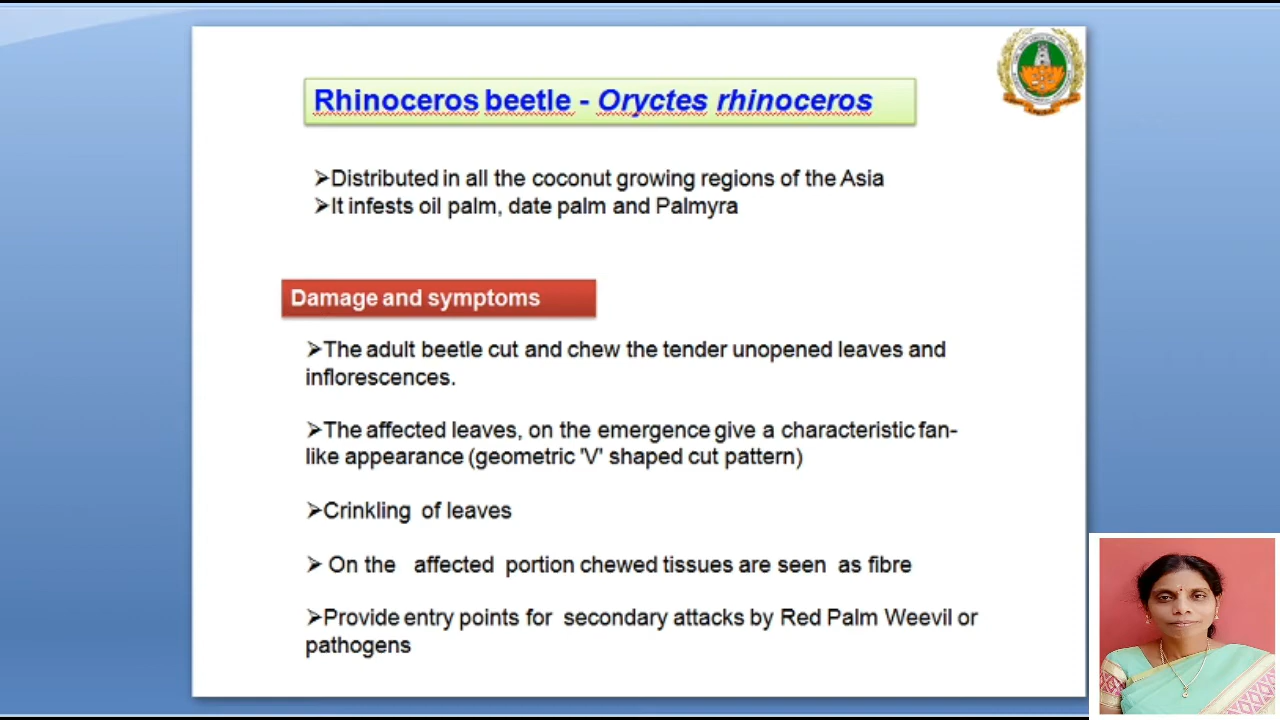 Rhinoceros beetle - Oryctes rhinoceros
➢Distributed in all the coconut growing regions of the Asia
➢It infests oil palm, date palm and Palmyra
Damage and symptoms
➢The adult beetle cut and chew the tender unopened leaves and
inflorescences.
➢The affected leaves, on the emergence give a characteristic fan-
like appearance (geometric 'V' shaped cut pattern)
➢Crinkling of leaves
➢ On the affected portion chewed tissues are seen as fibre
➢Provide entry points for secondary attacks by Red Palm Weevil or
pathogens